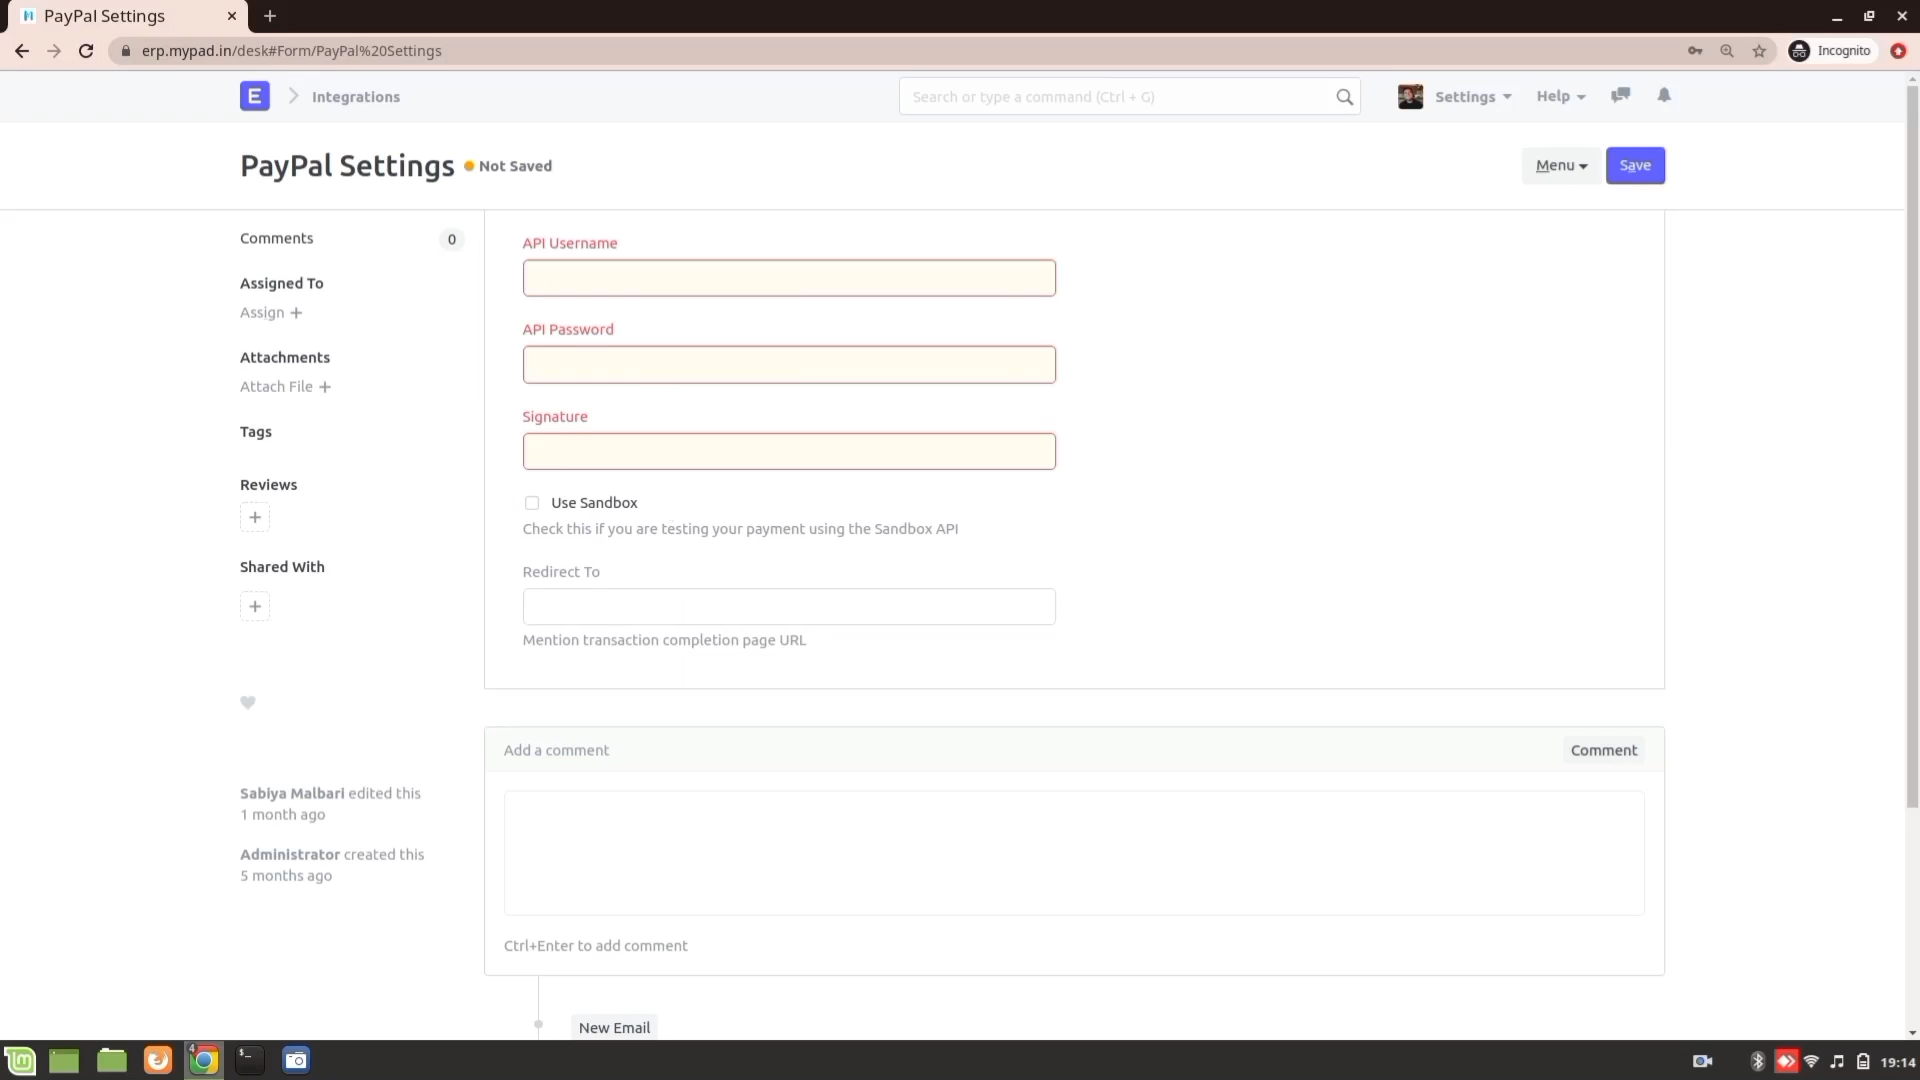 PayPal Settings
erp.mypad.in/desk#Form/PayPal%20Settings
Incognito
E
Integrations
Search or type a command (Ctrl + G)
Settings
Help
PayPal Settings
Not Saved
Menu
Save
Comments
0
Assigned To
Assign +
Attachments
Attach File +
Tags
Reviews
+
Shared With
+
Sabiya Malbari edited this
1 month ago
Administrator created this
5 months ago
API Username
API Password
Signature
Use Sandbox
Check this if you are testing your payment using the Sandbox API
Redirect To
Mention transaction completion page URL
Add a comment
Comment
Ctrl+Enter to add comment
New Email
4
19:14